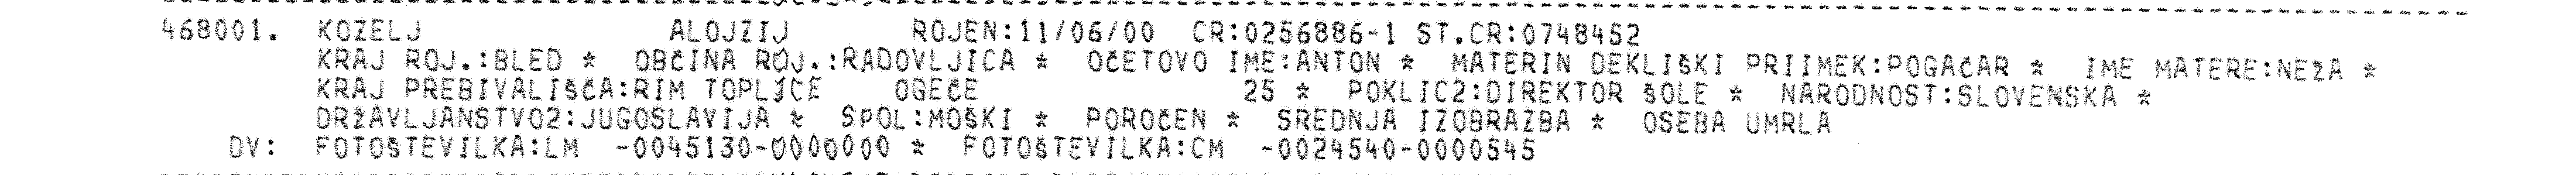 468001. KOZELJ ALOJZIJ ROJEN:11/06/00 CR:0256886-1 ST.CR:0748452
KRAJ ROJ.:BLED * OBČINA ROJ.:RADOVLJICA * OČETOVO IME:ANTON * MATERIN DEKLIŠKI PRIIMEK:POGAČAR * IME MATERE:NEŽA *
KRAJ PREBIVALIŠČA:RIM TOPLICE OGEČE 25 * POKLIC2:DIREKTOR ŠOLE * NARODNOST:SLOVENSKA *
DRŽAVLJANSTVO2:JUGOSLAVIJA * SPOL:MOŠKI * POROČEN * SREDNJA IZOBRAZBA * OSEBA UMRLA
DV: FOTOŠTEVILKA:LM -0045130-0000000 * FOTOŠTEVILKA:CM -0024540-0000545